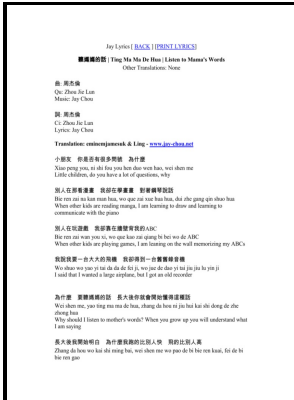 Jay Lyrics [ BACK ] [PRINT LYRICS]
聽媽媽的話 | Ting Ma Ma De Hua | Listen to Mama's Words
Other Translations: None
曲: 周杰倫
Qu: Zhou Jie Lun
Music: Jay Chou
詞: 周杰倫
Ci: Zhou Jie Lun
Lyrics: Jay Chou
Translation: eminemjamesuk & Ling - www.jay-chou.net
小朋友 你是否有很多問號 為什麼
Xiao peng you, ni shi fou you hen duo wen hao, wei shen me
Little children, do you have a lot of questions, why
別人在那看漫畫 我卻在學畫畫 對著鋼琴說話
Bie ren zai na kan man hua, wo que zai xue hua hua, dui zhe gang qin shuo hua
When other kids are reading manga, I am learning to draw and learning to
communicate with the piano
別人在玩遊戲 我卻靠在牆壁背我的ABC
Bie ren zai wan you xi, wo que kao zai qiang bi bei wo de ABC
When other kids are playing games, I am leaning on the wall memorizing my ABCs
我說我要一台大大的飛機 我卻得到一台舊舊錄音機
Wo shuo wo yao yi tai da da de fei ji, wo que de dao yi tai jiu jiu lu yin ji
I said that I wanted a large airplane, but I got an old recorder
為什麼 要聽媽媽的話 長大後你就會開始懂得這種話
Wei shen me, yao ting ma ma de hua, zhang da hou ni jiu hui kai shi dong de zhe
zhong hua
Why should I listen to mother's words? When you grow up you will understand what
I am saying
長大後我開始明白 為什麼我跑的比別人快 飛的比別人高
Zhang da hou wo kai shi ming bai, wei shen me wo pao de bi bie ren kuai, fei de bi
bie ren gao